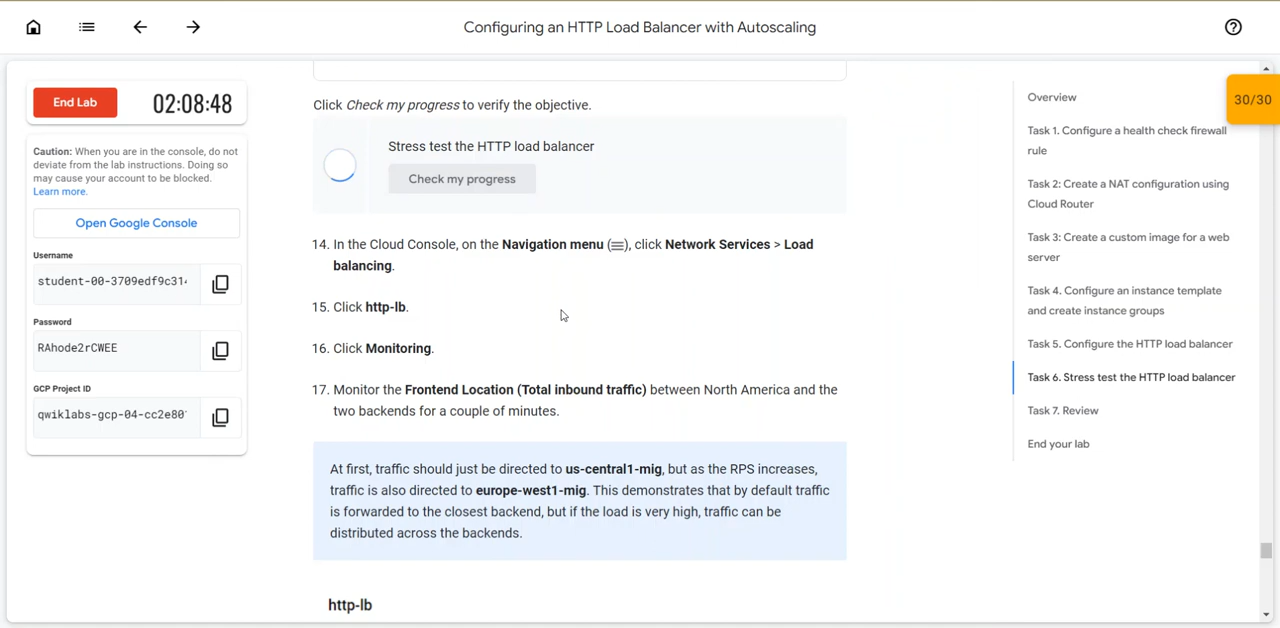 Configuring an HTTP Load Balancer with Autoscaling
End Lab
02:08:48
Caution: When you are in the console, do not
deviate from the lab instructions. Doing so
may cause your account to be blocked.
Learn more.
Open Google Console
Username
student-00-3709edf9c31
Password
RAhode2rCWEE
GCP Project ID
qwiklabs-gcp-04-cc2e80
Click Check my progress to verify the objective.
Stress test the HTTP load balancer
Check my progress
14. In the Cloud Console, on the Navigation menu (≡), click Network Services > Load
balancing.
15. Click http-lb.
16. Click Monitoring.
17. Monitor the Frontend Location (Total inbound traffic) between North America and the
two backends for a couple of minutes.
At first, traffic should just be directed to us-central1-mig, but as the RPS increases,
traffic is also directed to europe-west1-mig. This demonstrates that by default traffic
is forwarded to the closest backend, but if the load is very high, traffic can be
distributed across the backends.
http-lb
Overview
Task 1. Configure a health check firewall
rule
Task 2: Create a NAT configuration using
Cloud Router
Task 3: Create a custom image for a web
server
Task 4. Configure an instance template
and create instance groups
Task 5. Configure the HTTP load balancer
Task 6. Stress test the HTTP load balancer
Task 7. Review
End your lab
30/30